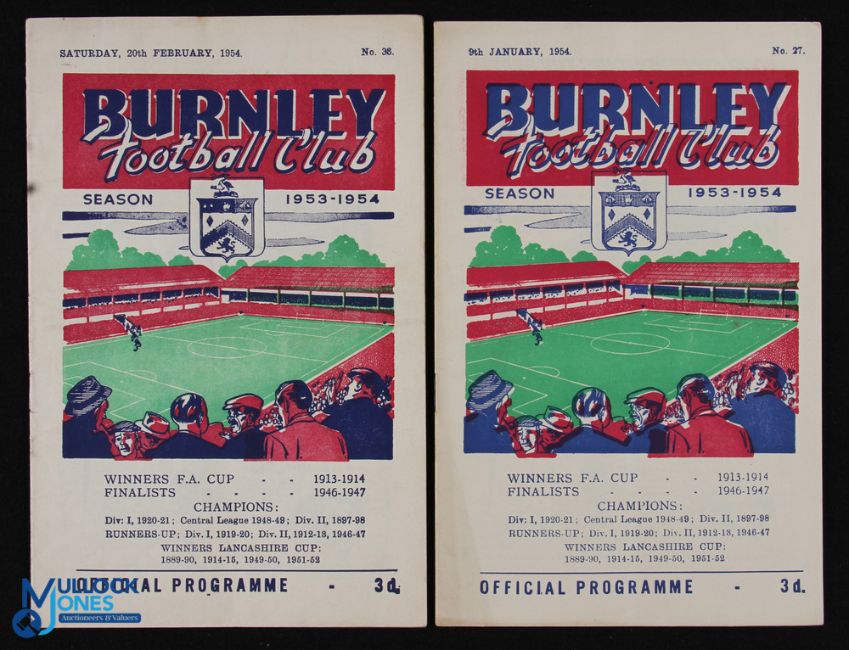 SATURDAY, 20th FEBRUARY, 1954. No. 38.
BURNLEY
Football Club
SEASON 1953-1954
WINNERS F.A. CUP - - 1913-1914
FINALISTS - - - - 1946-1947
CHAMPIONS:
Div: I, 1920-21; Central League 1948-49; Div. II, 1897-98
RUNNERS-UP; Div. I, 1919-20; Div. II, 1912-13, 1946-47
WINNERS LANCASHIRE CUP:
1889-90, 1914-15, 1949-50, 1951-52
OFFICIAL PROGRAMME - 3d.
MULLOCK
JONES
Auctioneers & Valuers
9th JANUARY, 1954. No. 27.
BURNLEY
Football Club
SEASON 1953-1954
WINNERS F.A. CUP - - 1913-1914
FINALISTS - - - - 1946-1947
CHAMPIONS:
Div: I, 1920-21; Central League 1948-49; Div. II, 1897-98
RUNNERS-UP; Div. I, 1919-20; Div. II, 1912-13, 1946-47
WINNERS LANCASHIRE CUP:
1889-90, 1914-15, 1949-50, 1951-52
OFFICIAL PROGRAMME - 3d.